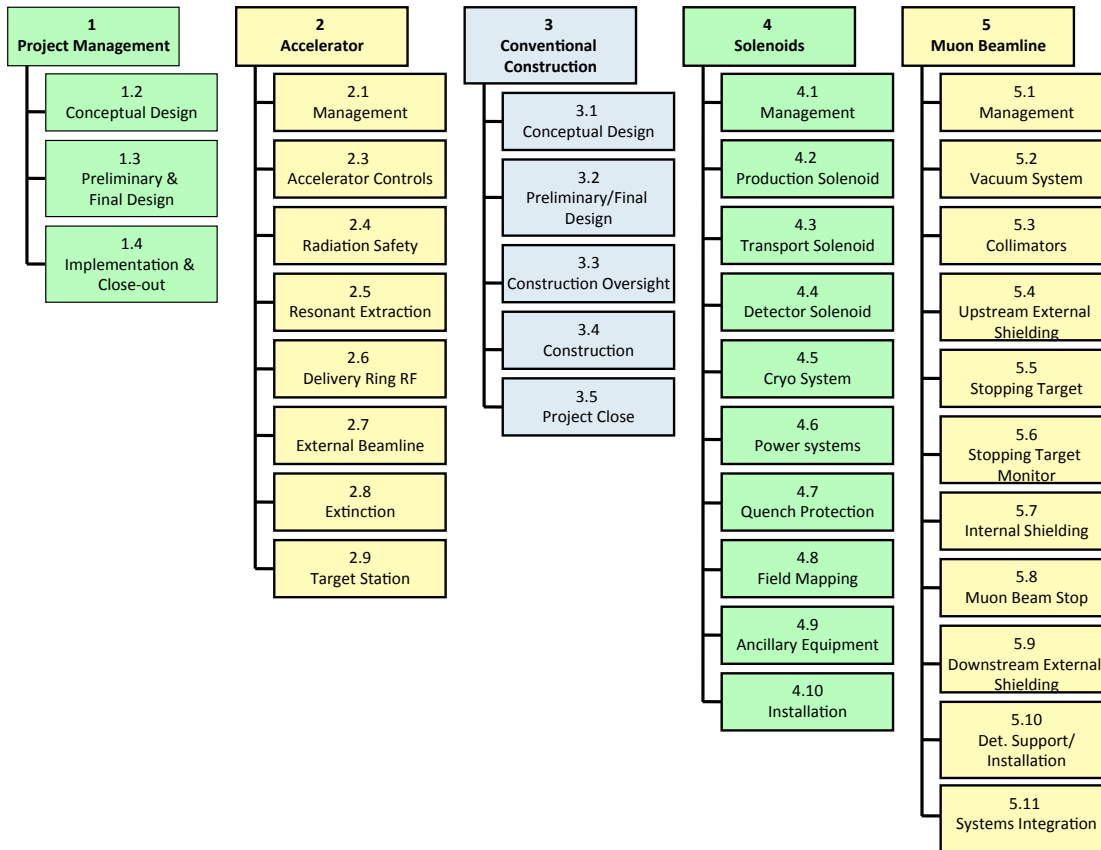 1
Project Management
1.2
Conceptual Design
1.3
Preliminary &
Final Design
1.4
Implementation &
Close-out
2
Accelerator
2.1
Management
2.3
Accelerator Controls
2.4
Radiation Safety
2.5
Resonant Extraction
2.6
Delivery Ring RF
2.7
External Beamline
2.8
Extinction
2.9
Target Station
3
Conventional
Construction
3.1
Conceptual Design
3.2
Preliminary/Final
Design
3.3
Construction Oversight
3.4
Construction
3.5
Project Close
4
Solenoids
4.1
Management
4.2
Production Solenoid
4.3
Transport Solenoid
4.4
Detector Solenoid
4.5
Cryo System
4.6
Power systems
4.7
Quench Protection
4.8
Field Mapping
4.9
Ancillary Equipment
4.10
Installation
5
Muon Beamline
5.1
Management
5.2
Vacuum System
5.3
Collimators
5.4
Upstream External
Shielding
5.5
Stopping Target
5.6
Stopping Target
Monitor
5.7
Internal Shielding
5.8
Muon Beam Stop
5.9
Downstream External
Shielding
5.10
Det. Support/
Installation
5.11
Systems Integration